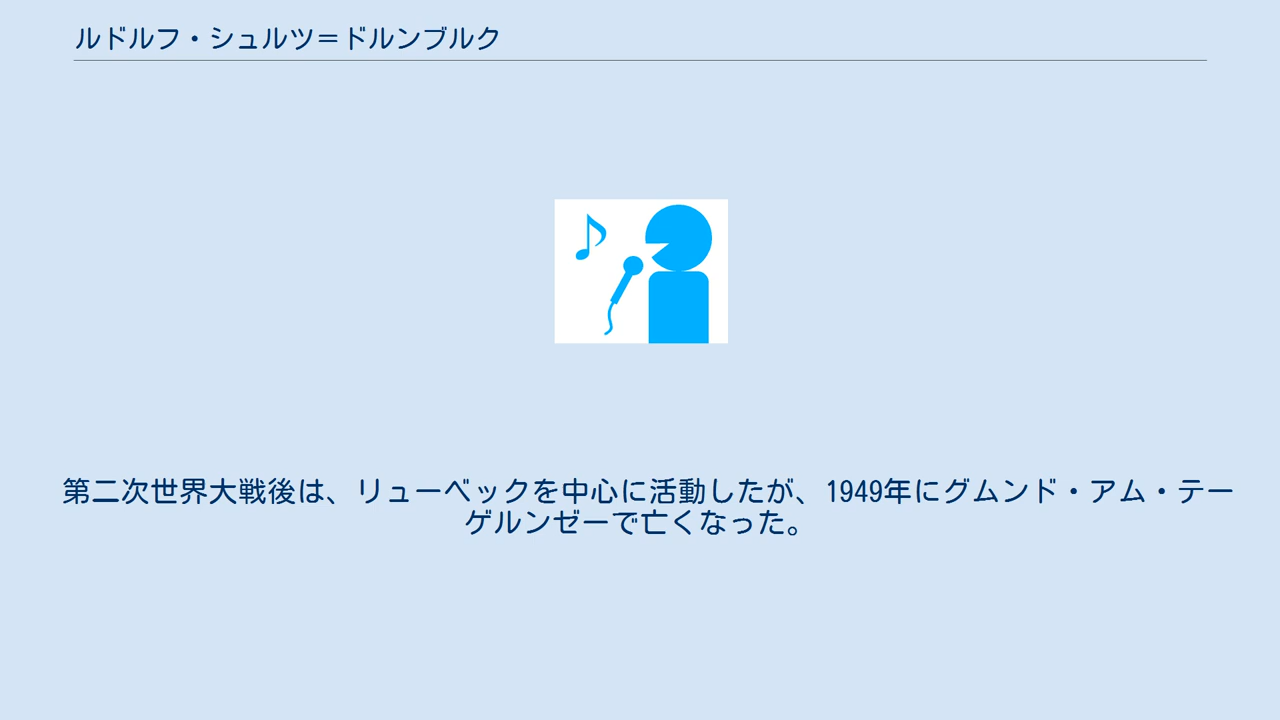 ルドルフ・シュルツ＝ドルンブルク
第二次世界大戦後は、リューベックを中心に活動したが、1949年にグムンド・アム・テー
ゲルンゼーで亡くなった。